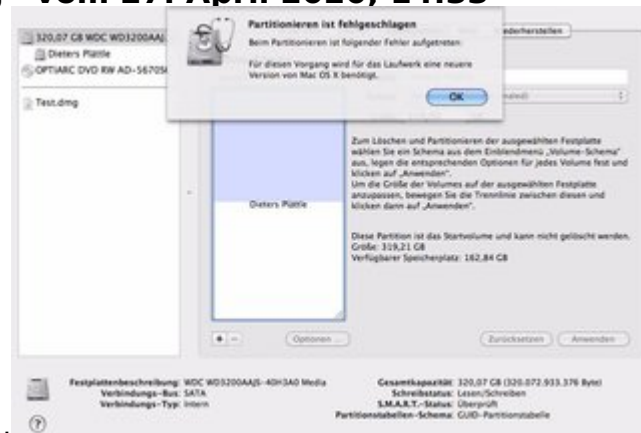 vom 17. April 2020, 14:55
Partitionieren ist fehlgeschlagen
Beim Partitionieren ist folgender Fehler aufgetreten:
Für diesen Vorgang wird für das Laufwerk eine neuere
Version von Mac OS X benötigt.
OK
320,07 GB WDC WD3200AAJ
Dieters Plättle
OPTIARC DVD RW AD-5670S
Test.dmg
ederherstellen
Dieters Plättle
Zum Löschen und Partitionieren der ausgewählten Festplatte
wählen Sie ein Schema aus dem Einblendmenü „Volume-Schema“
aus, legen die entsprechenden Optionen für jedes Volume fest und
klicken auf „Anwenden“.
Um die Größe der Volumes auf der ausgewählten Festplatte
anzupassen, bewegen Sie die Trennlinie zwischen diesen und
klicken dann auf „Anwenden“.
Diese Partition ist das Startvolume und kann nicht gelöscht werden.
Größe: 319,21 GB
Verfügbarer Speicherplatz: 162,84 GB
+ -
Optionen ...
Zurücksetzen
Anwenden
Festplattenbeschreibung: WDC WD3200AAJS-40H3A0 Media
Verbindungs-Bus: SATA
Verbindungs-Typ: Intern
Gesamtkapazität: 320,07 GB (320.072.933.376 Byte)
Schreibstatus: Lesen/Schreiben
S.M.A.R.T.-Status: Überprüft
Partitionstabellen-Schema: GUID-Partitionstabelle
?